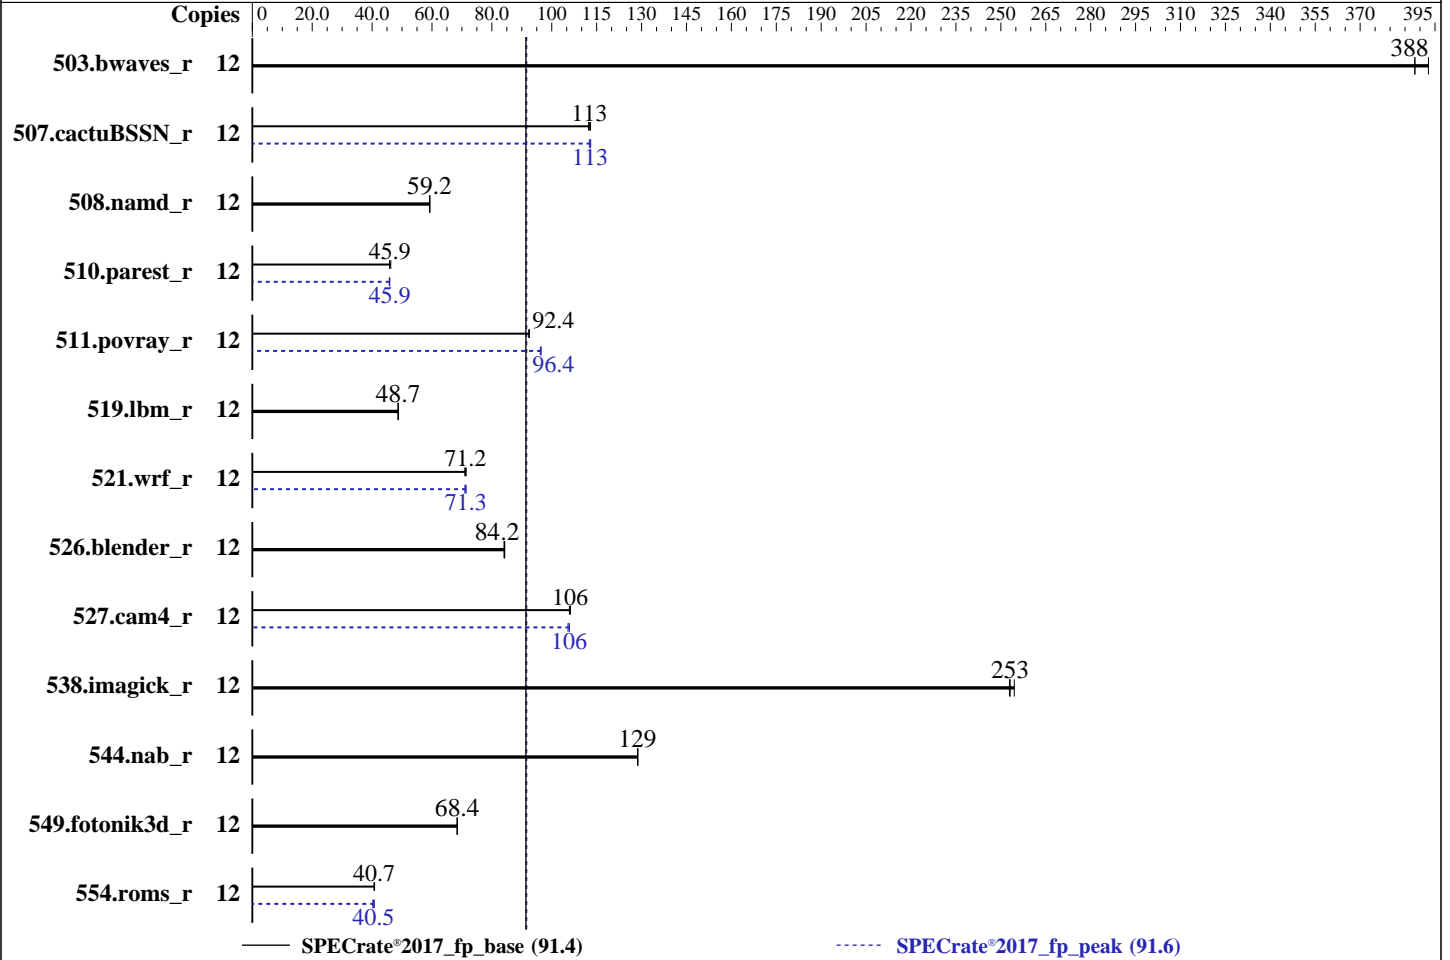 Copies 0 20.0 40.0 60.0 80.0 100 115 130 145 160 175 190 205 220 235 250 265 280 295 310 325 340 355 370 395
503.bwaves_r 12 388
507.cactuBSSN_r 12 113
113
508.namd_r 12 59.2
510.parest_r 12 45.9
45.9
511.povray_r 12 92.4
96.4
519.lbm_r 12 48.7
521.wrf_r 12 71.2
71.3
526.blender_r 12 84.2
527.cam4_r 12 106
106
538.imagick_r 12 253
544.nab_r 12 129
549.fotonik3d_r 12 68.4
554.roms_r 12 40.7
40.5
SPECrate®2017_fp_base (91.4) SPECrate®2017_fp_peak (91.6)